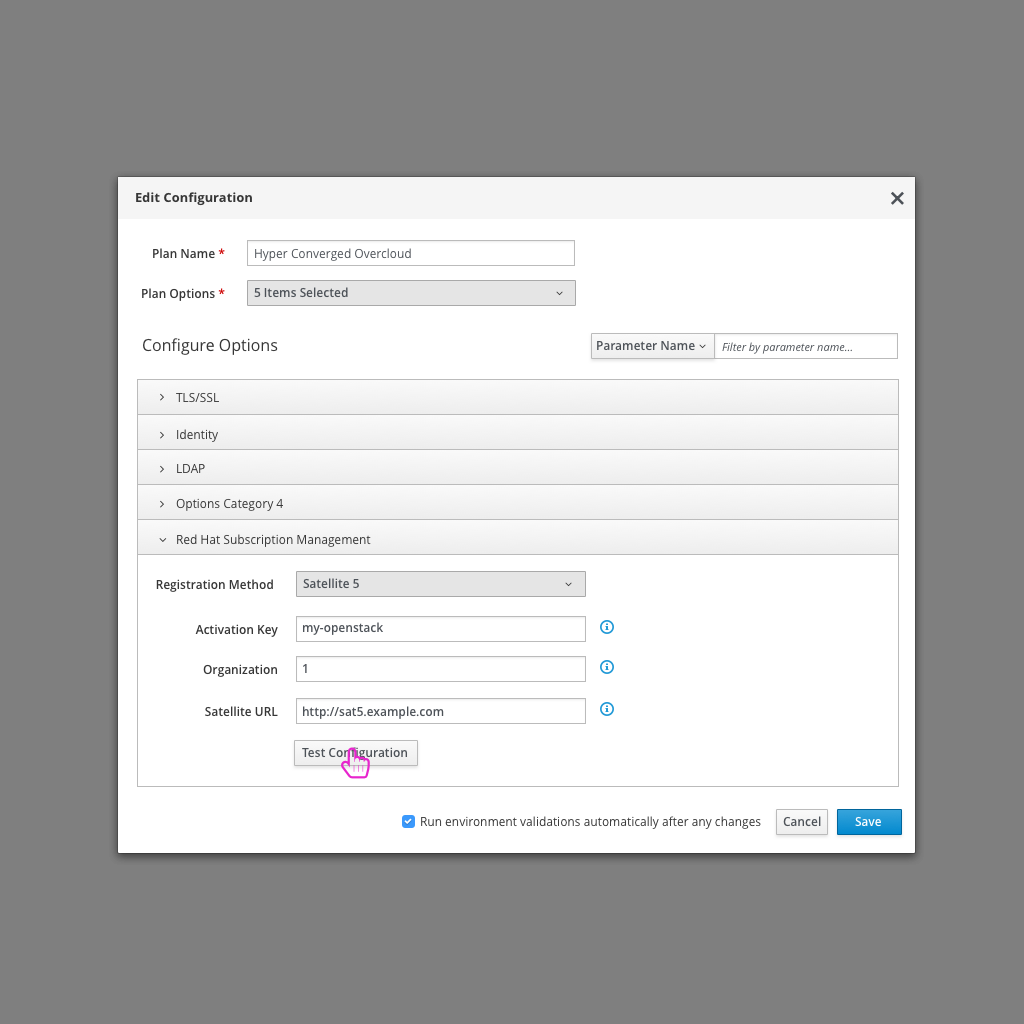 Edit Configuration
Plan Name *
Hyper Converged Overcloud
Plan Options *
5 Items Selected
Configure Options
Parameter Name
Filter by parameter name...
TLS/SSL
Identity
LDAP
Options Category 4
Red Hat Subscription Management
Registration Method
Satellite 5
Activation Key
my-openstack
Organization
1
Satellite URL
http://sat5.example.com
Test Configuration
Run environment validations automatically after any changes
Cancel
Save